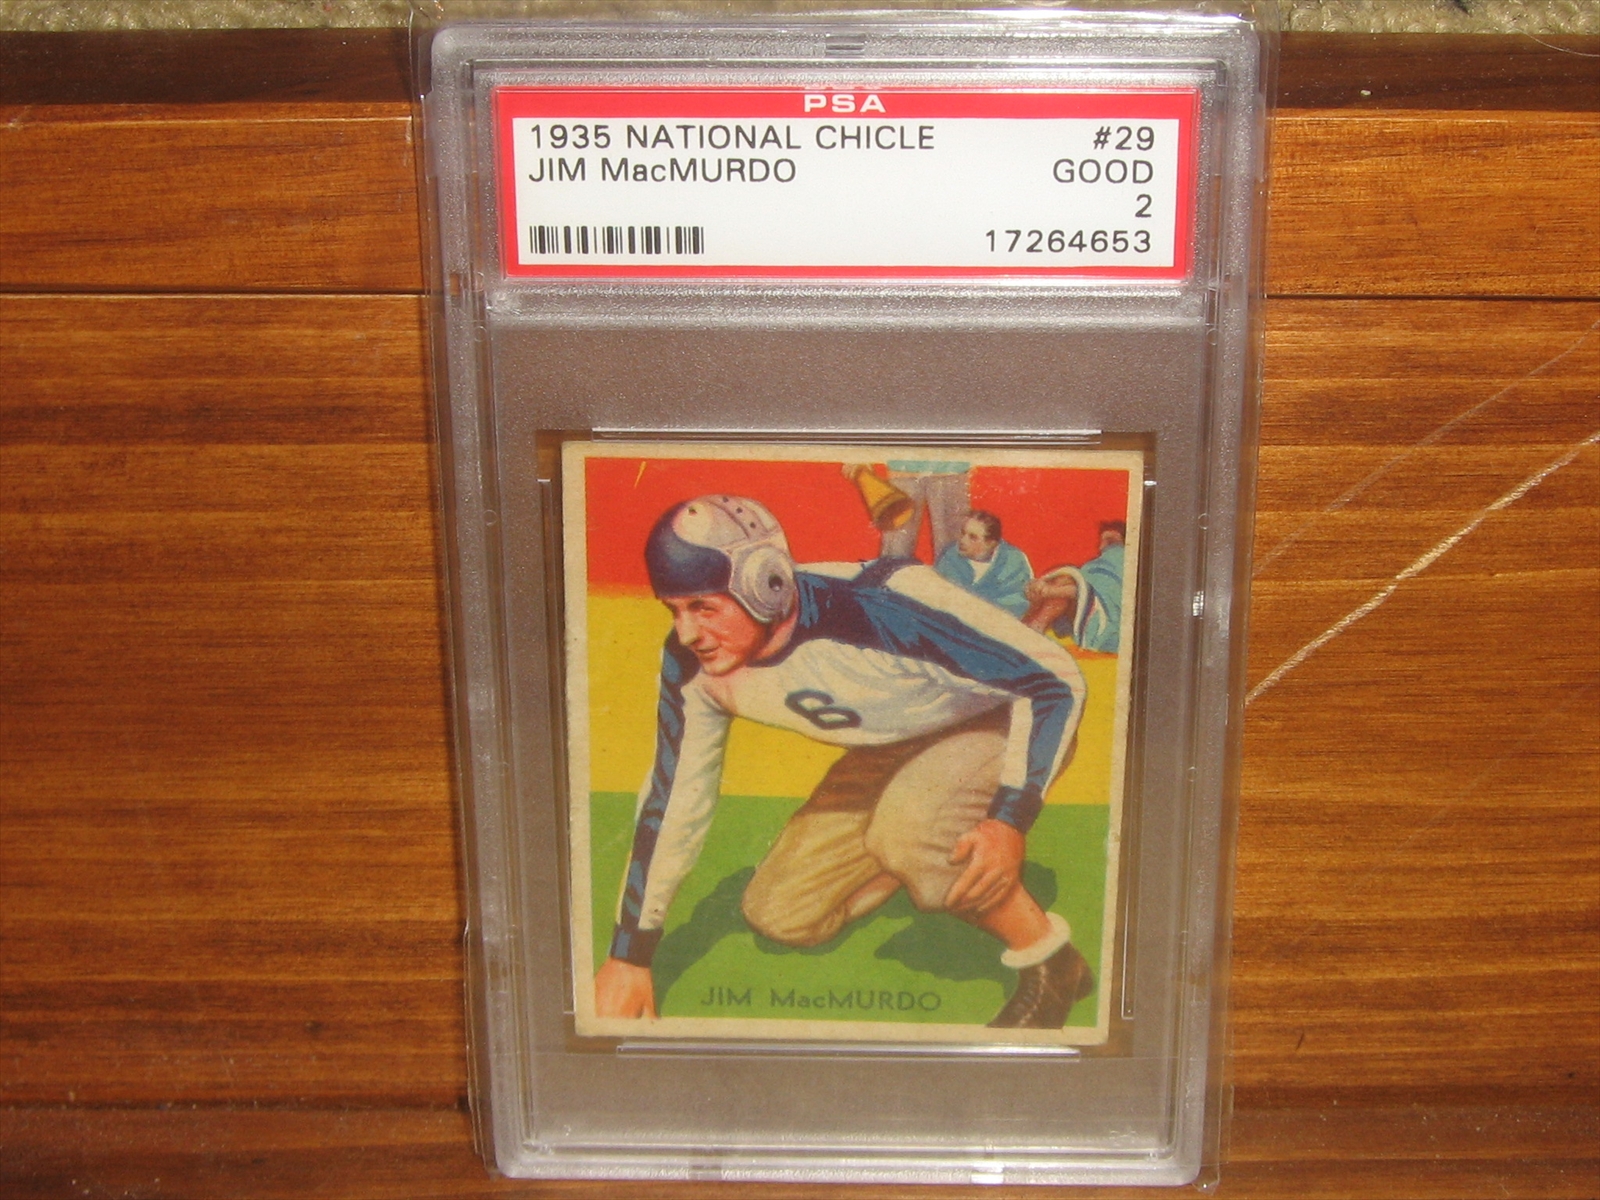 PSA
1935 NATIONAL CHICLE #29
JIM MacMURDO GOOD
2
17264653
6
JIM MacMURDO